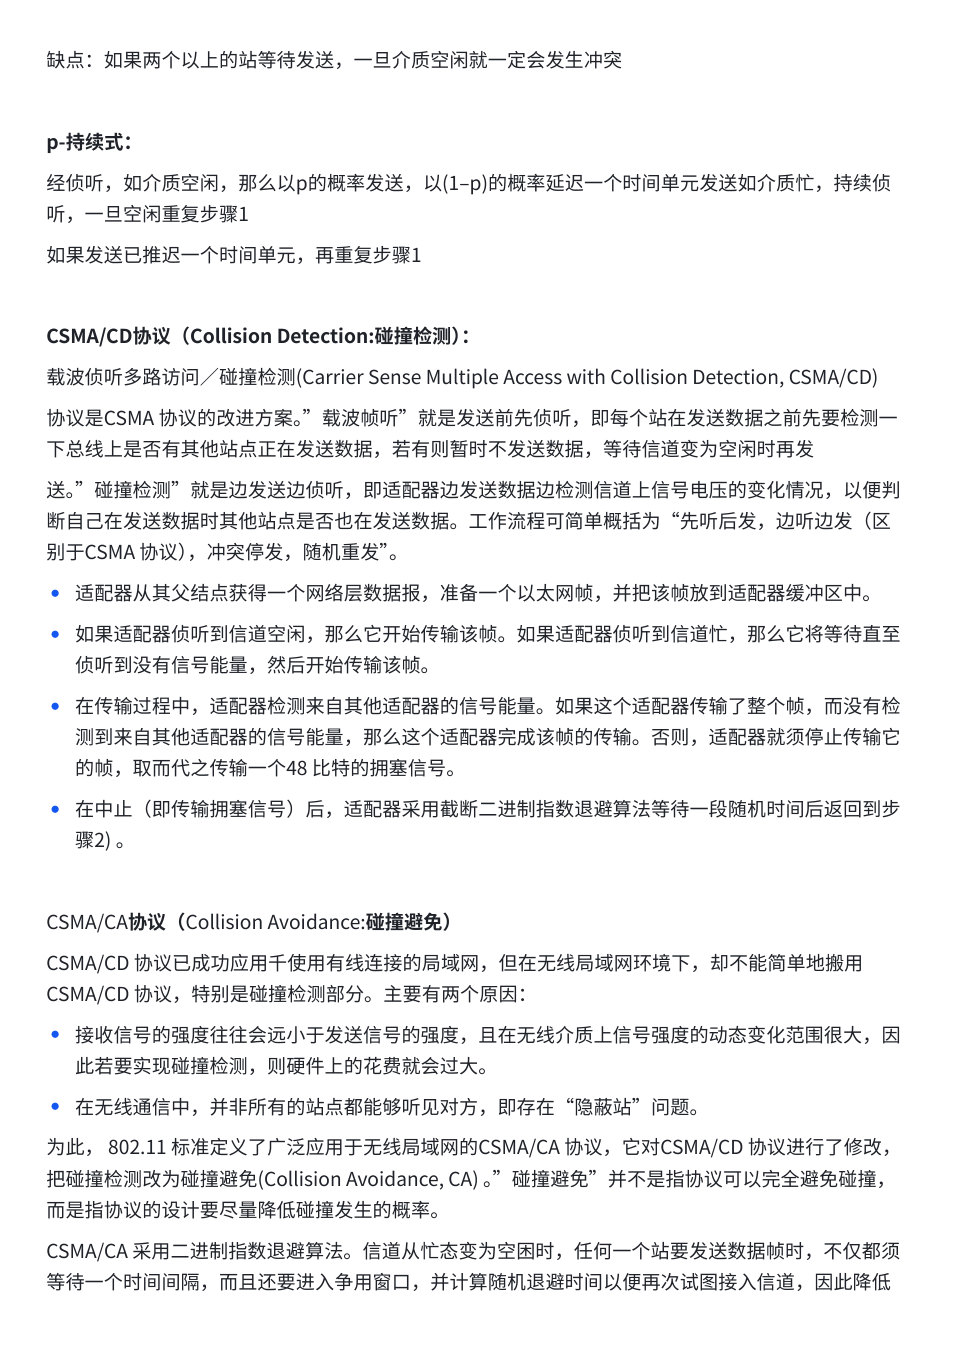 缺点：如果两个以上的站等待发送，一旦介质空闲就一定会发生冲突
p-持续式：
经侦听，如介质空闲，那么以p的概率发送，以(1–p)的概率延迟一个时间单元发送如介质忙，持续侦
听，一旦空闲重复步骤1
如果发送已推迟一个时间单元，再重复步骤1
CSMA/CD协议（Collision Detection:碰撞检测）：
载波侦听多路访问／碰撞检测(Carrier Sense Multiple Access with Collision Detection, CSMA/CD)
协议是CSMA 协议的改进方案。”载波帧听”就是发送前先侦听，即每个站在发送数据之前先要检测一
下总线上是否有其他站点正在发送数据，若有则暂时不发送数据，等待信道变为空闲时再发
送。”碰撞检测”就是边发送边侦听，即适配器边发送数据边检测信道上信号电压的变化情况，以便判
断自己在发送数据时其他站点是否也在发送数据。工作流程可简单概括为“先听后发，边听边发（区
别于CSMA 协议），冲突停发，随机重发”。
• 适配器从其父结点获得一个网络层数据报，准备一个以太网帧，并把该帧放到适配器缓冲区中。
• 如果适配器侦听到信道空闲，那么它开始传输该帧。如果适配器侦听到信道忙，那么它将等待直至
侦听到没有信号能量，然后开始传输该帧。
• 在传输过程中，适配器检测来自其他适配器的信号能量。如果这个适配器传输了整个帧，而没有检
测到来自其他适配器的信号能量，那么这个适配器完成该帧的传输。否则，适配器就须停止传输它
的帧，取而代之传输一个48 比特的拥塞信号。
• 在中止（即传输拥塞信号）后，适配器采用截断二进制指数退避算法等待一段随机时间后返回到步
骤2) 。
CSMA/CA协议（Collision Avoidance:碰撞避免）
CSMA/CD 协议已成功应用千使用有线连接的局域网，但在无线局域网环境下，却不能简单地搬用
CSMA/CD 协议，特别是碰撞检测部分。主要有两个原因：
• 接收信号的强度往往会远小于发送信号的强度，且在无线介质上信号强度的动态变化范围很大，因
此若要实现碰撞检测，则硬件上的花费就会过大。
• 在无线通信中，并非所有的站点都能够听见对方，即存在“隐蔽站”问题。
为此， 802.11 标准定义了广泛应用于无线局域网的CSMA/CA 协议，它对CSMA/CD 协议进行了修改，
把碰撞检测改为碰撞避免(Collision Avoidance, CA) 。”碰撞避免”并不是指协议可以完全避免碰撞，
而是指协议的设计要尽量降低碰撞发生的概率。
CSMA/CA 采用二进制指数退避算法。信道从忙态变为空困时，任何一个站要发送数据帧时，不仅都须
等待一个时间间隔，而且还要进入争用窗口，并计算随机退避时间以便再次试图接入信道，因此降低